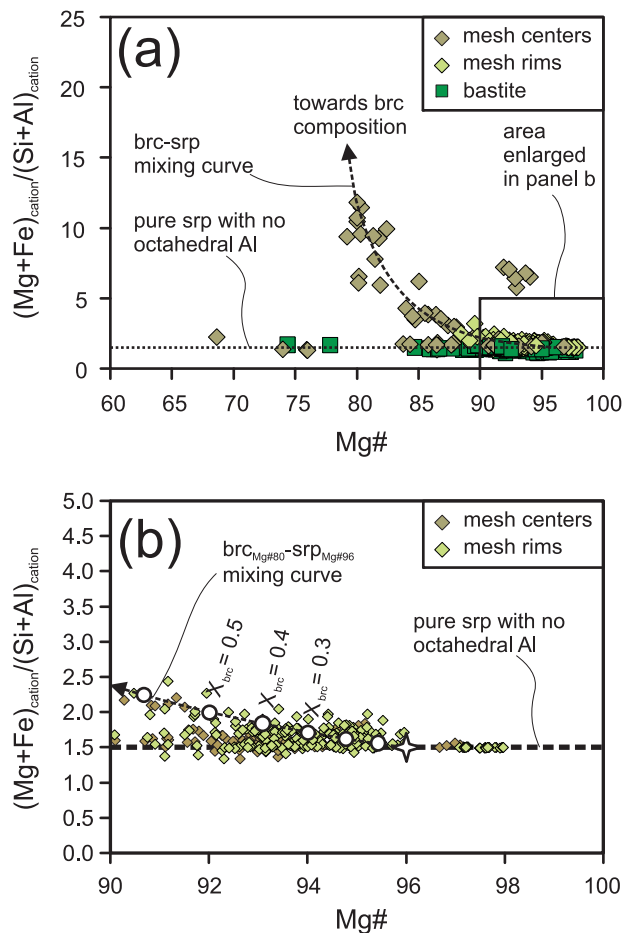 (a)
mesh centers
mesh rims
bastite
towards brc
composition
brc-srp
mixing curve
pure srp with no
octahedral Al
area
enlarged
in panel b
(Mg+Fe)cation/(Si+Al)cation
25
20
15
10
5
0
60 65 70 75 80 85 90 95 100
Mg#
(b)
mesh centers
mesh rims
brcMg#80-srpMg#96
mixing curve
Xbrc= 0.5
Xbrc= 0.4
Xbrc= 0.3
pure srp with no
octahedral Al
(Mg+Fe)cation/(Si+Al)cation
5.0
4.5
4.0
3.5
3.0
2.5
2.0
1.5
1.0
0.5
0.0
90 92 94 96 98 100
Mg#